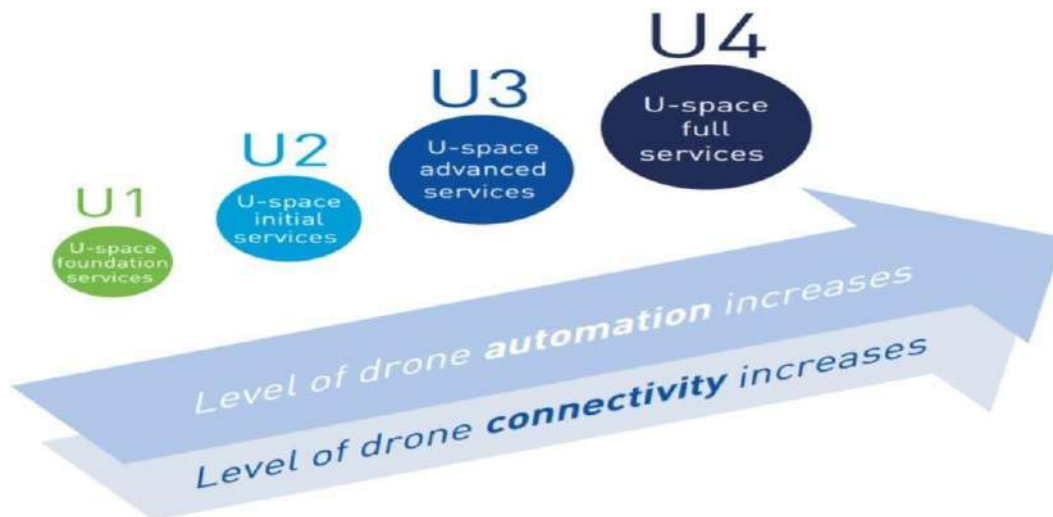 U1
U-space
foundation
services
U2
U-space
initial
services
U3
U-space
advanced
services
U4
U-space
full
services
Level of drone automation increases
Level of drone connectivity increases